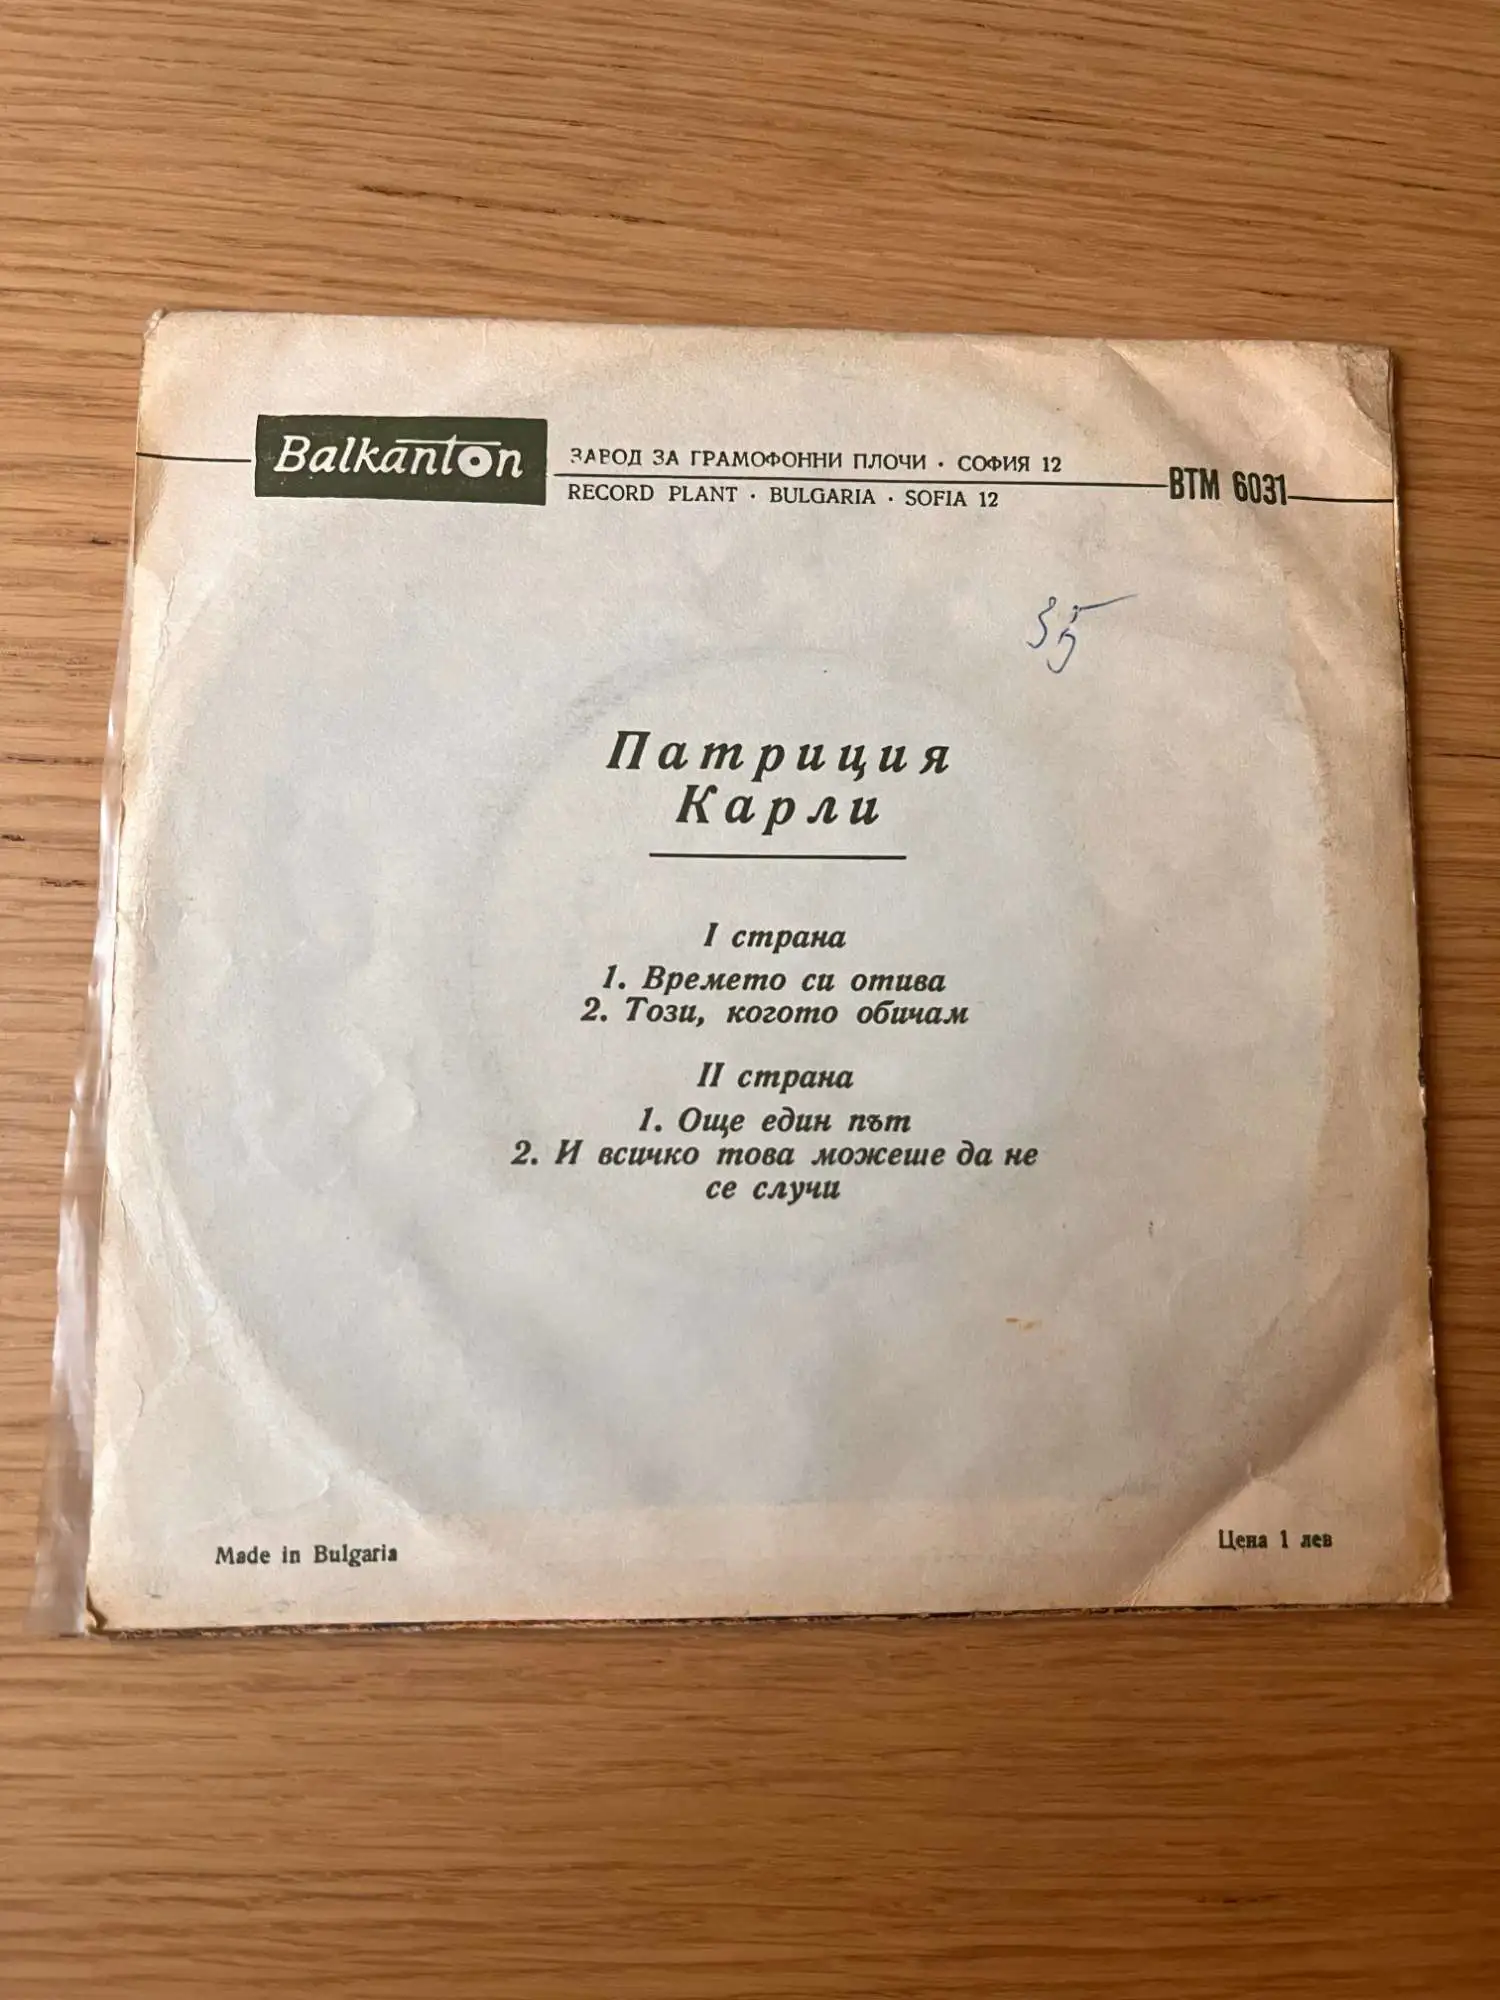 Balkanton
ЗАВОД ЗА ГРАМОФОННИ ПЛОЧИ · СОФИЯ 12
RECORD PLANT · BULGARIA · SOFIA 12
ВТМ 6031
35
Патриция
Карли
I страна
1. Времето си отива
2. Този, когото обичам
II страна
1. Още един път
2. И всичко това можеше да не
се случи
Made in Bulgaria
Цена 1 лев